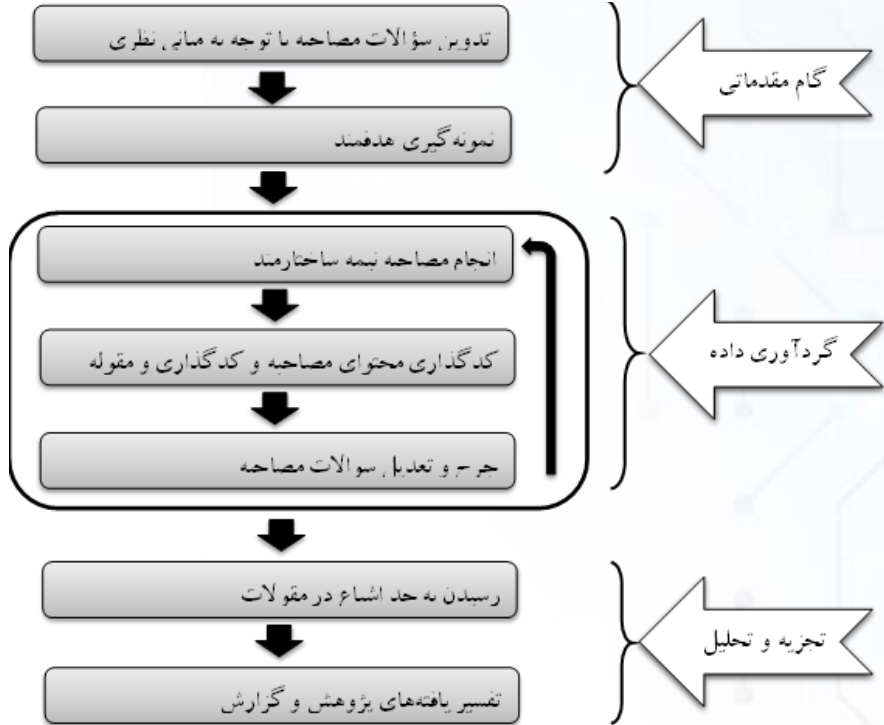 تدوین سؤالات مصاحبه با توجه به مبانی نظری
گام مقدماتی
نمونه‌گیری هدفمند
انجام مصاحبه نیمه ساختارمند
کدگذاری محتوای مصاحبه و کدگذاری و مقوله
گردآوری داده
جرح و تعدیل سوالات مصاحبه
رسیدن به حد اشباع در مقولات
تجزیه و تحلیل
تفسیر یافته‌های پژوهش و گزارش